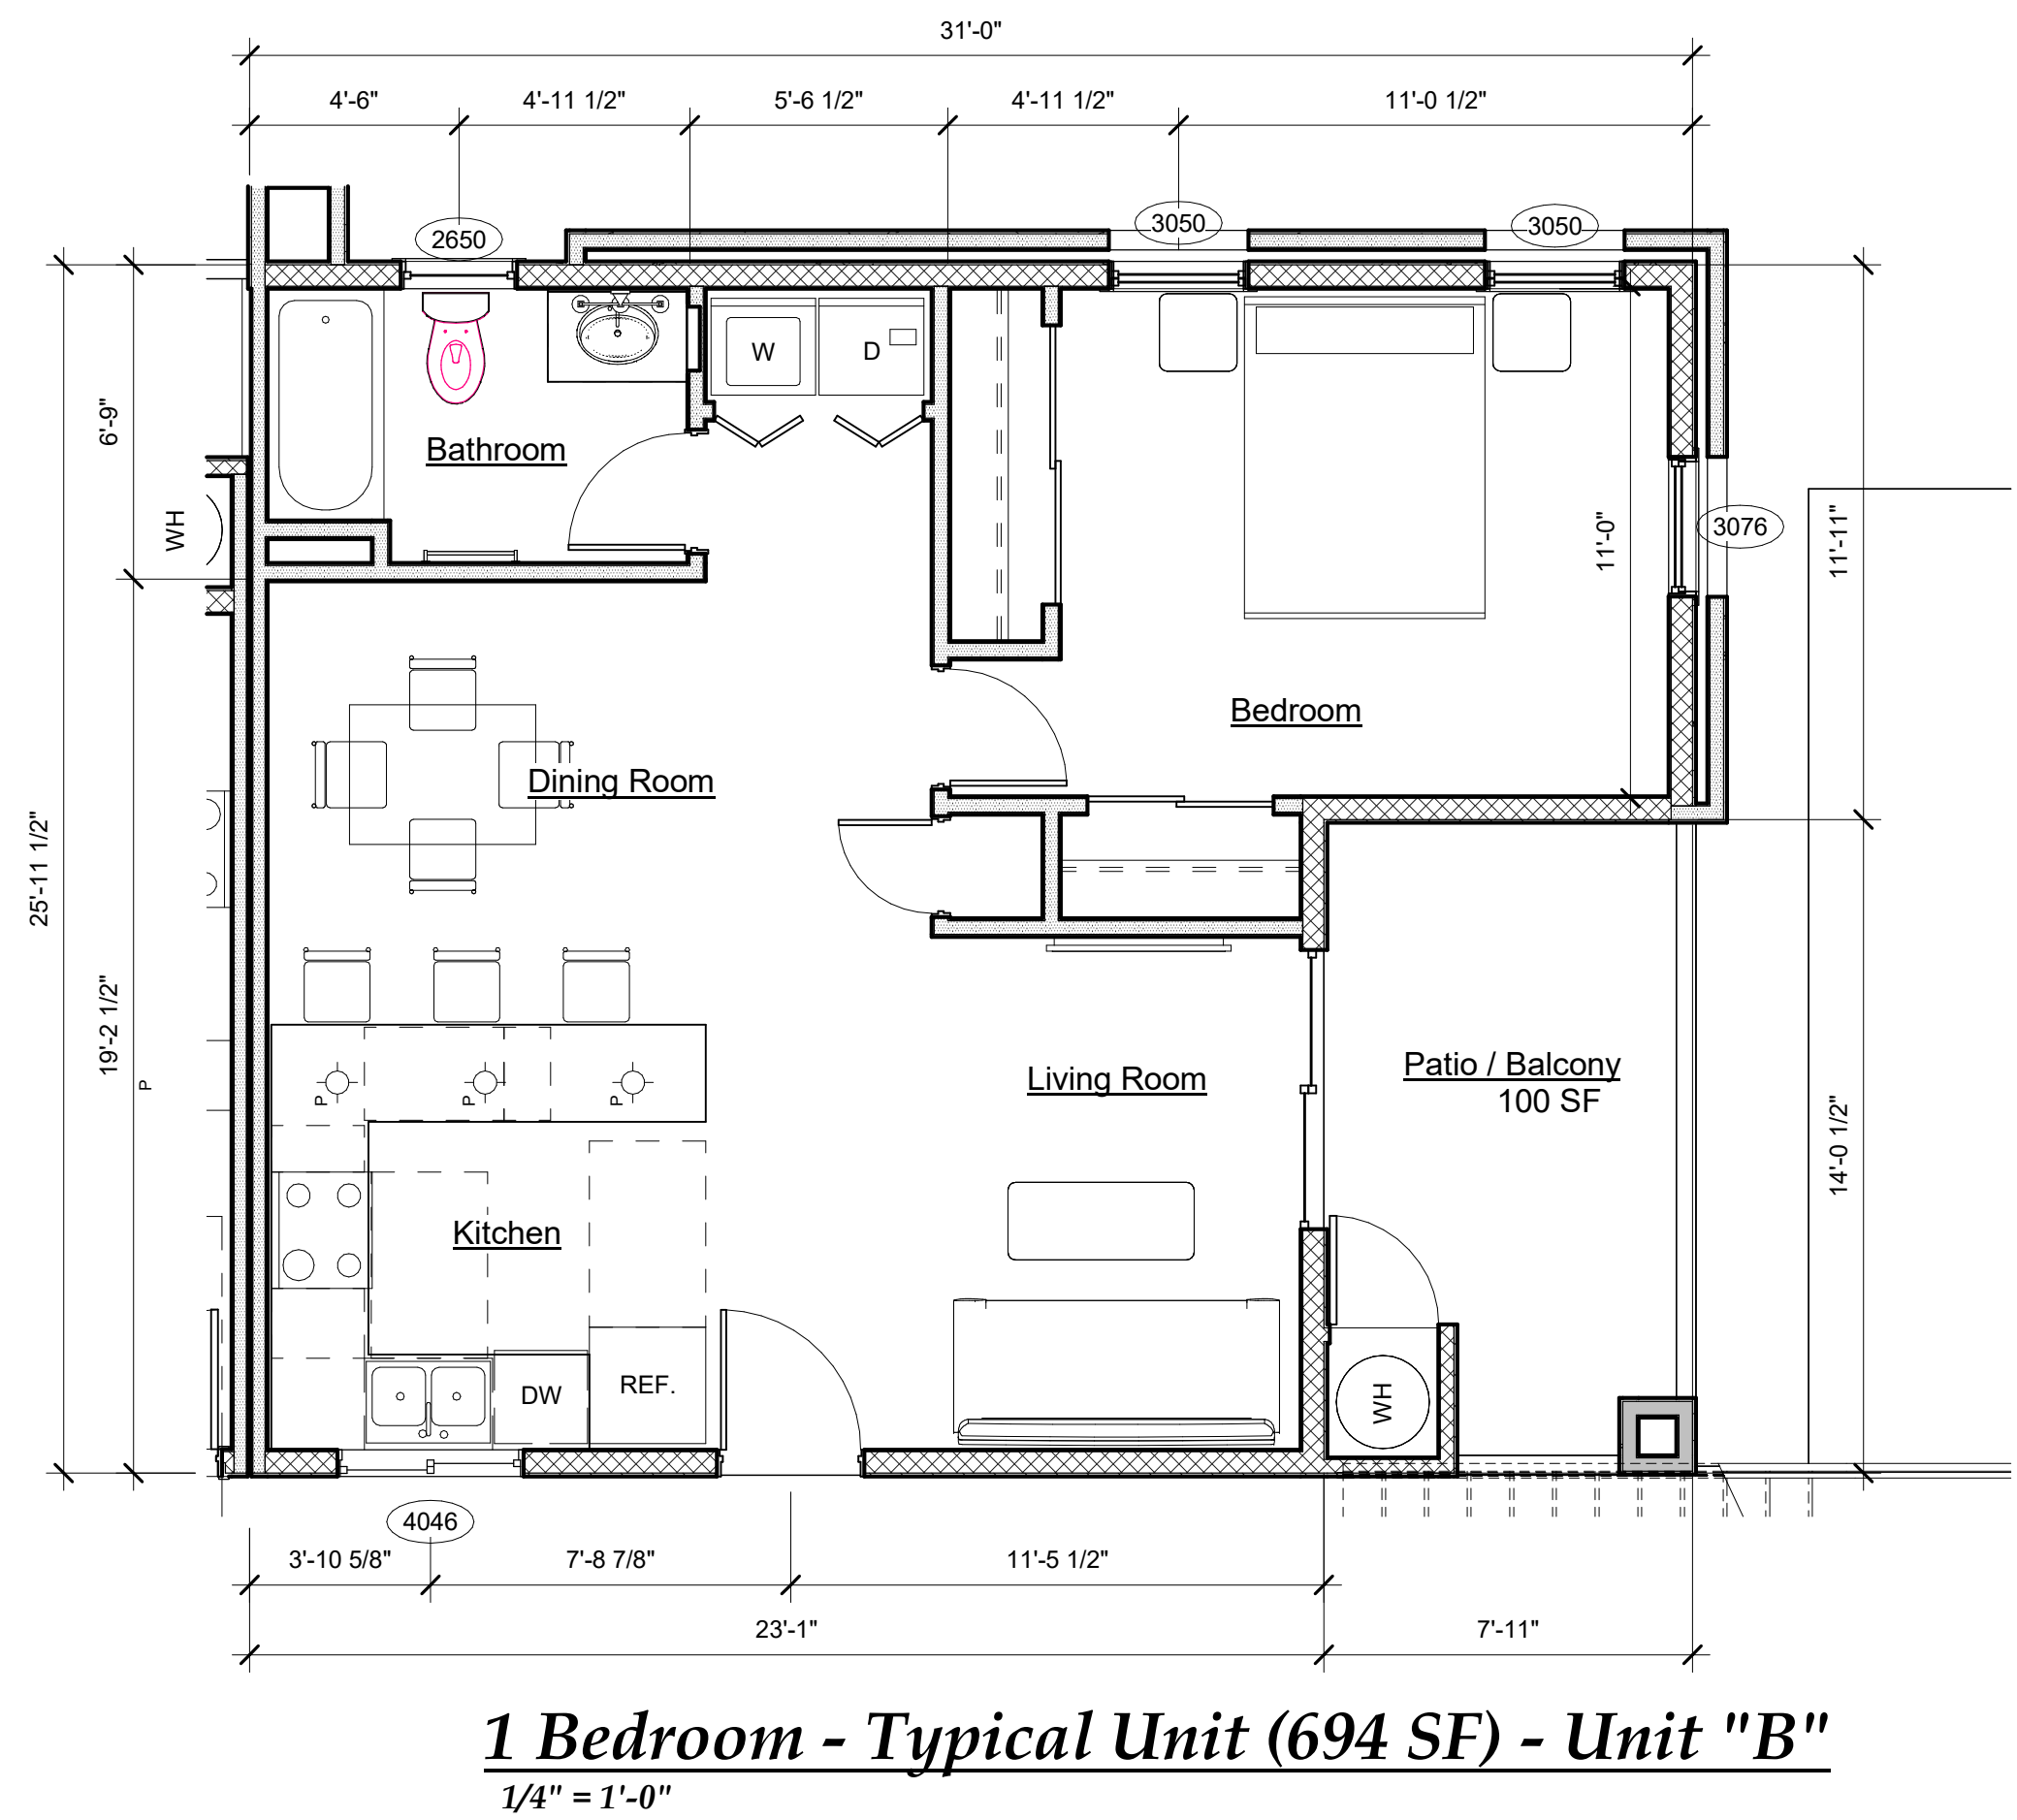 31'-0"
4'-6"
4'-11 1/2"
5'-6 1/2"
4'-11 1/2"
11'-0 1/2"
2650
3050
3050
W
D
6'-9"
Bathroom
WH
11'-0"
3076
11'-11"
Bedroom
Dining Room
25'-11 1/2"
19'-2 1/2"
P
Living Room
Patio / Balcony
100 SF
P
P
P
14'-0 1/2"
Kitchen
DW
REF.
WH
4046
3'-10 5/8"
7'-8 7/8"
11'-5 1/2"
23'-1"
7'-11"
1 Bedroom - Typical Unit (694 SF) - Unit "B"
1/4" = 1'-0"